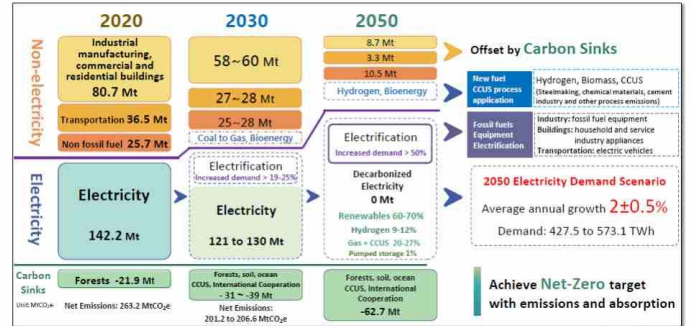 2020
2030
2050
Non-electricity
Industrial
manufacturing,
commercial and
residential buildings
80.7 Mt
Transportation 36.5 Mt
Non fossil fuel 25.7 Mt
58~60 Mt
27~28 Mt
25~28 Mt
Coal to Gas, Bioenergy
8.7 Mt
3.3 Mt
10.5 Mt
Hydrogen, Bioenergy
Offset by Carbon Sinks
New fuel
CCUS process
application
Hydrogen, Biomass, CCUS
(Steelmaking, chemical materials, cement
industry and other process emissions)
Fossil fuels
Equipment
Electrification
Industry: fossil fuel equipment
Buildings: household and service
industry appliances
Transportation: electric vehicles
Electricity
Electricity
142.2 Mt
Electrification
Increased demand > 19-25%
Electricity
121 to 130 Mt
Electrification
Increased demand > 50%
Decarbonized
Electricity
0 Mt
Renewables 60-70%
Hydrogen 9-12%
Gas + CCUS 20-27%
Pumped storage 1%
2050 Electricity Demand Scenario
Average annual growth 2±0.5%
Demand: 427.5 to 573.1 TWh
Carbon
Sinks
Unit: MtCO₂e
Forests -21.9 Mt
Net Emissions: 263.2 MtCO₂e
Forests, soil, ocean
CCUS, International Cooperation
- 31 ~ -39 Mt
Net Emissions:
201.2 to 206.6 MtCO₂e
Forests, soil, ocean
CCUS, International
Cooperation
-62.7 Mt
Achieve Net-Zero target
with emissions and absorption